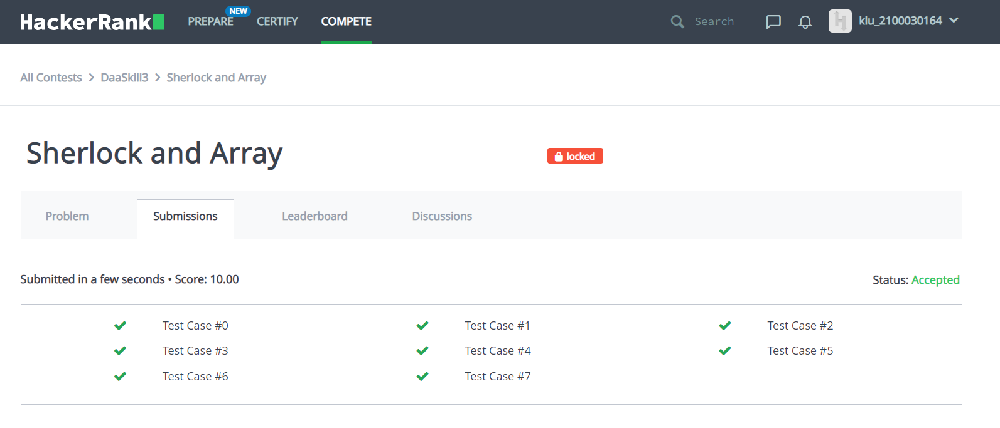 HackerRank PREPARE NEW CERTIFY COMPETE Search klu_2100030164
All Contests > DaaSkill3 > Sherlock and Array
Sherlock and Array locked
Problem Submissions Leaderboard Discussions
Submitted in a few seconds • Score: 10.00 Status: Accepted
Test Case #0 Test Case #1 Test Case #2
Test Case #3 Test Case #4 Test Case #5
Test Case #6 Test Case #7